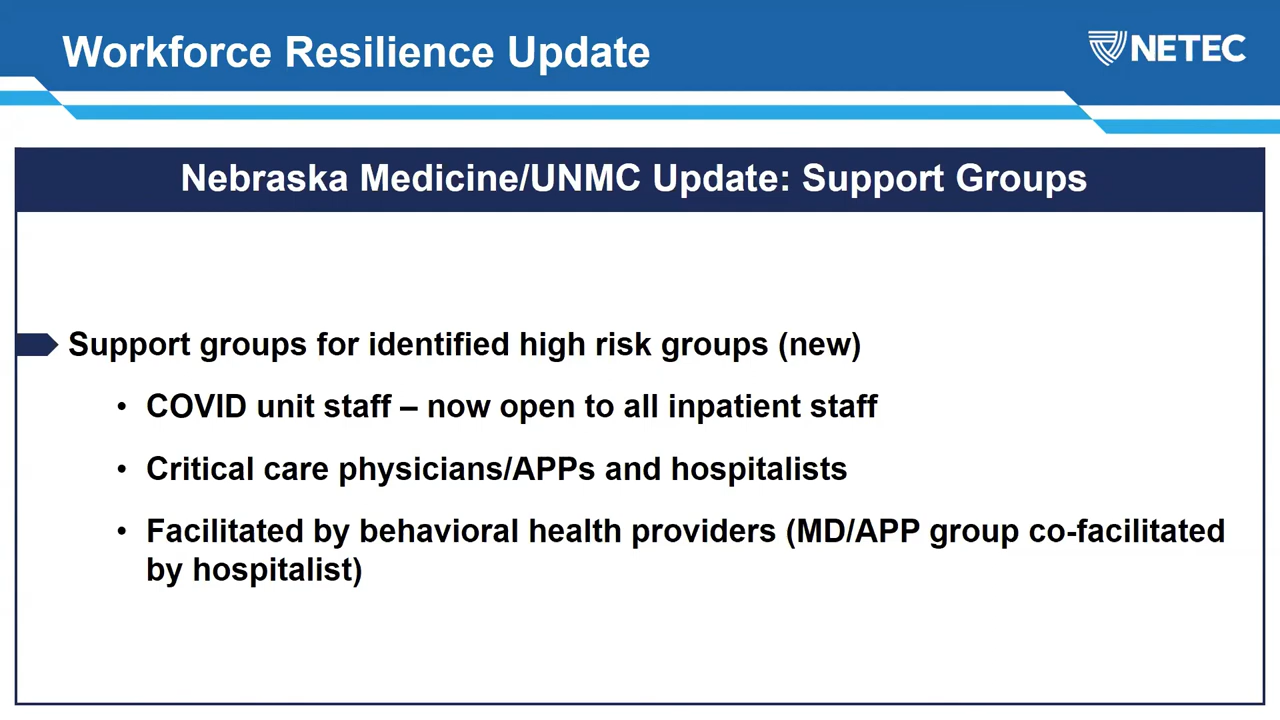 Workforce Resilience Update
NETEC
Nebraska Medicine/UNMC Update: Support Groups
Support groups for identified high risk groups (new)
• COVID unit staff – now open to all inpatient staff
• Critical care physicians/APPs and hospitalists
• Facilitated by behavioral health providers (MD/APP group co-facilitated
by hospitalist)